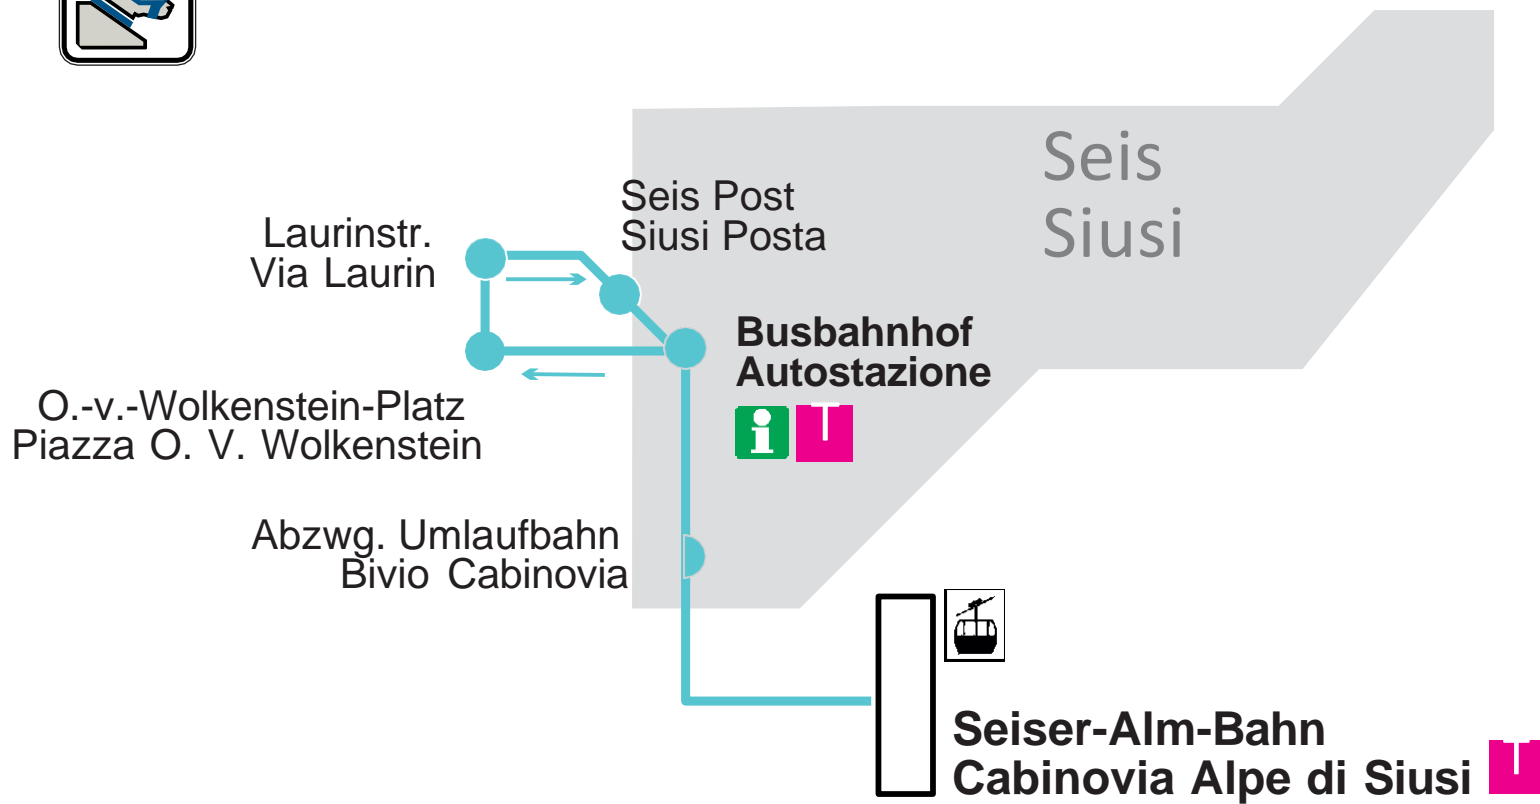 Seis
Siusi
Seis Post
Siusi Posta
Laurinstr.
Via Laurin
Busbahnhof
Autostazione
i T
O.-v.-Wolkenstein-Platz
Piazza O. V. Wolkenstein
Abzwg. Umlaufbahn
Bivio Cabinovia
Seiser-Alm-Bahn
Cabinovia Alpe di Siusi T